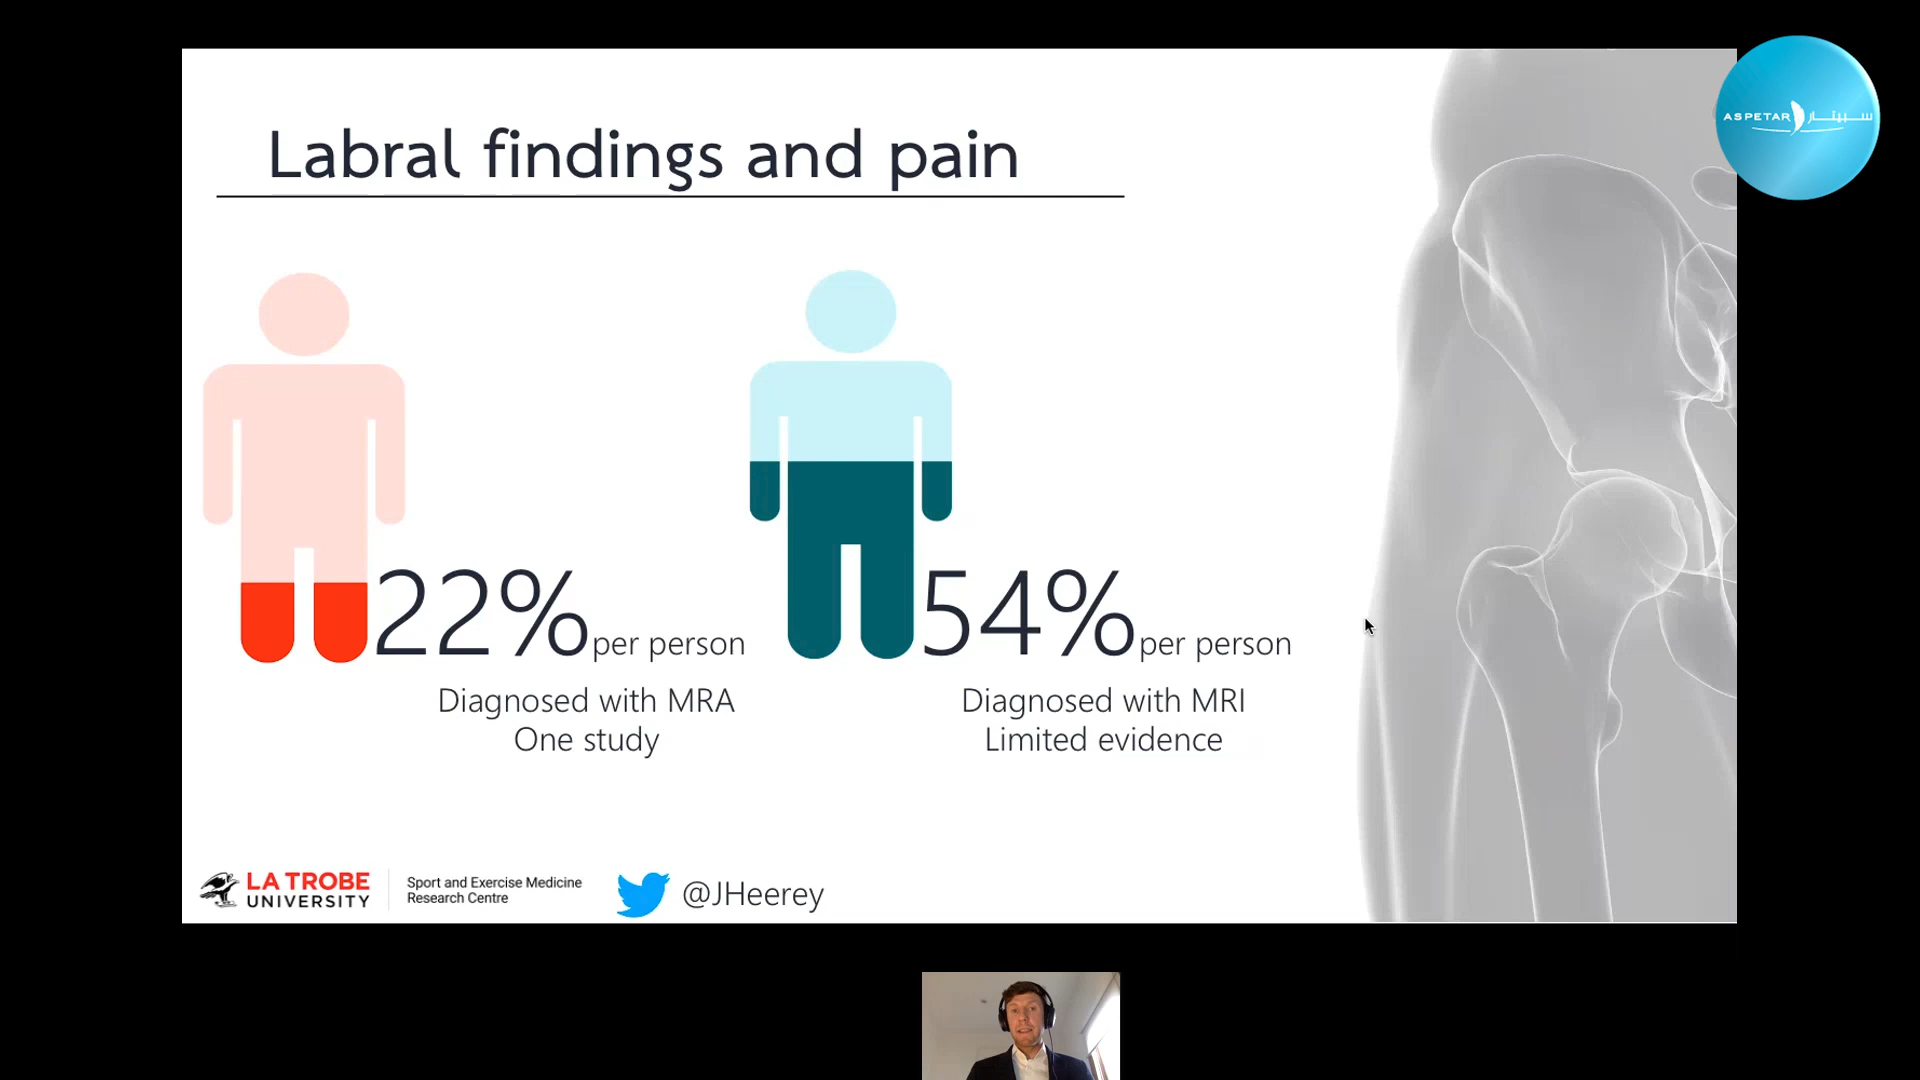 Labral findings and pain
ASPETAR سبيتار
22% per person
54% per person
Diagnosed with MRA
One study
Diagnosed with MRI
Limited evidence
LA TROBE
UNIVERSITY
Sport and Exercise Medicine
Research Centre
@JHeerey